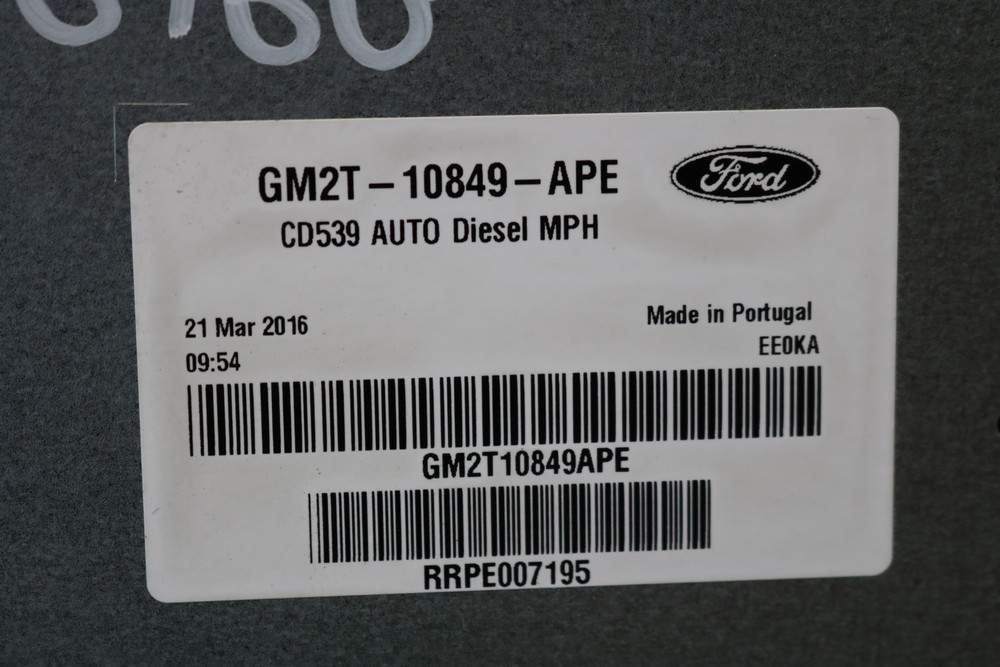 GM2T-10849-APE
Ford
CD539 AUTO Diesel MPH
21 Mar 2016
Made in Portugal
09:54
EE0KA
GM2T10849APE
RRPE007195